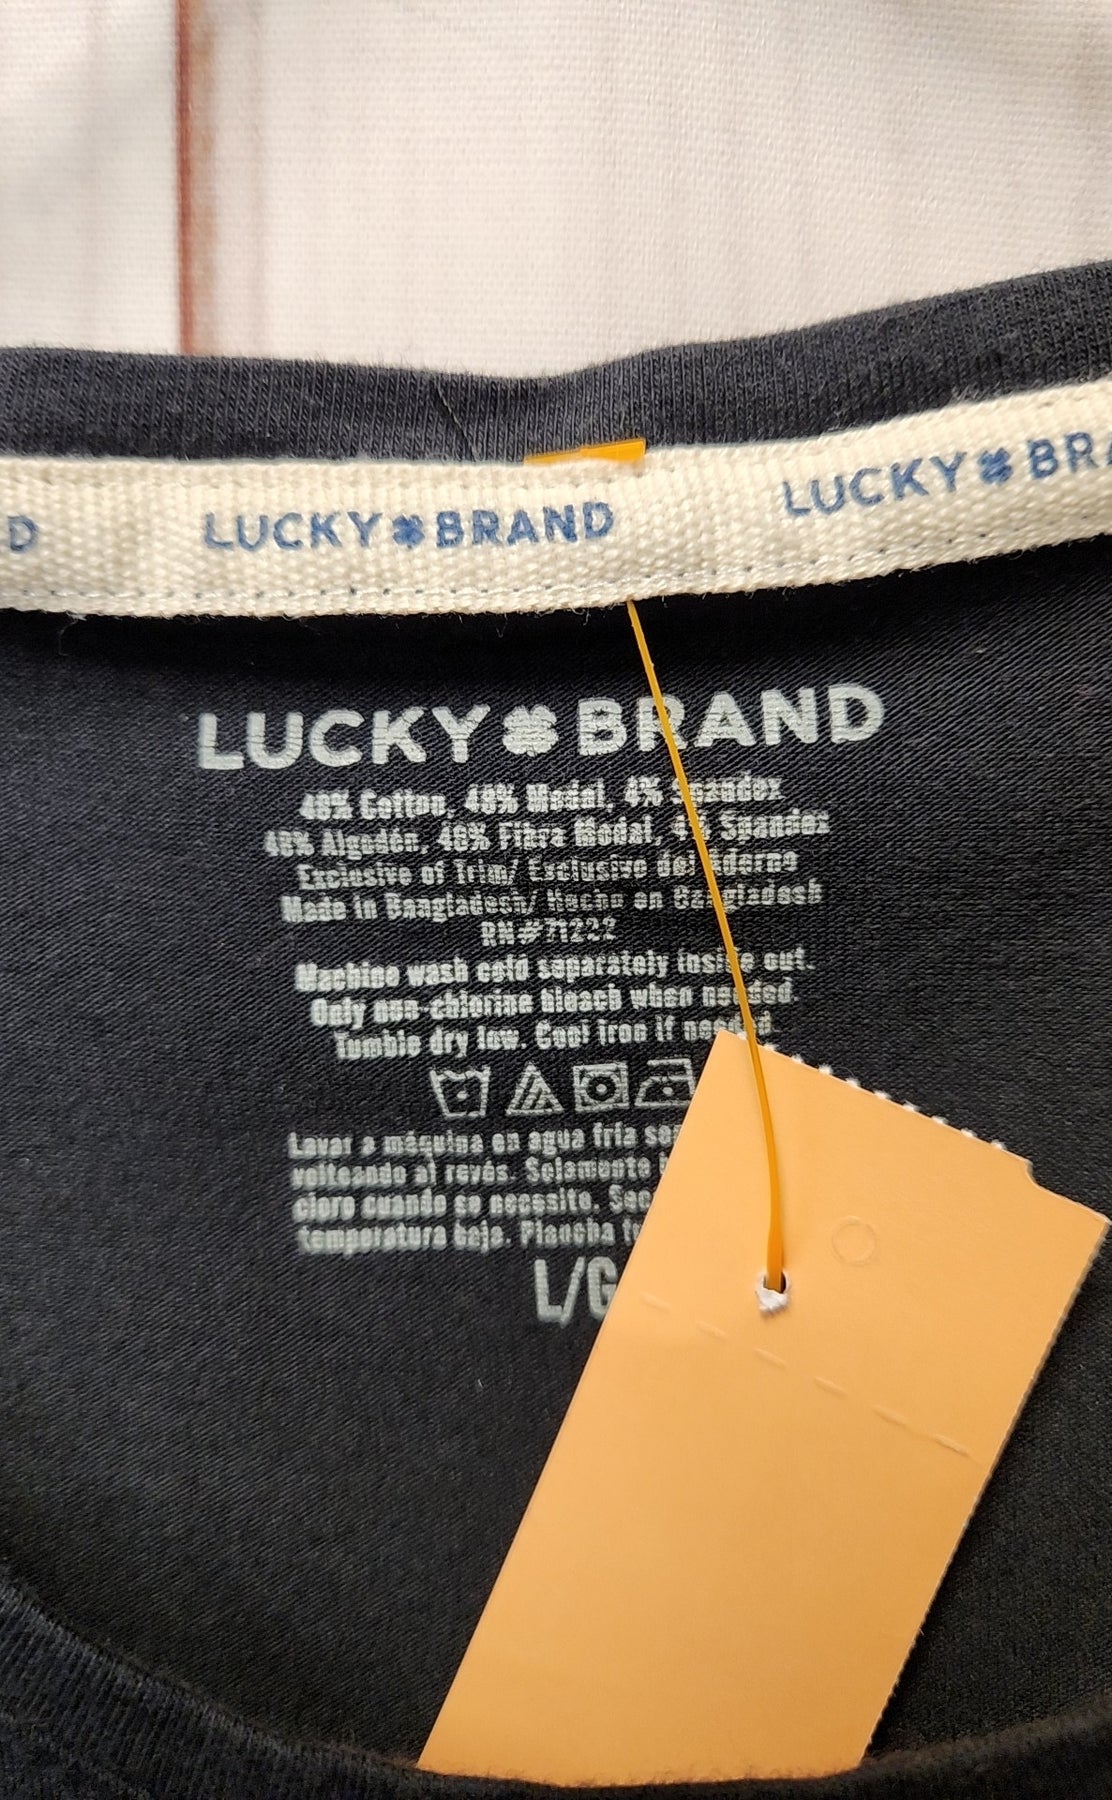 D
LUCKY BRAND
LUCKY BRA
LUCKY BRAND
48% Cotton, 48% Modal, 4% Spandex
48% Algodón, 48% Fibra Modal, 4% Spandex
Exclusive of Trim/ Exclusivo del Adorno
Made in Bangladesh/ Hecho en Bangladesh
RN#71222
Machine wash cold separately inside out.
Only non-chlorine bleach when needed.
Tumble dry low. Cool iron if needed.
Lavar a máquina en agua fría se
volteando al revés. Solamente
cloro cuando se necesite. Sec
temperatura baja. Plancha
L/G